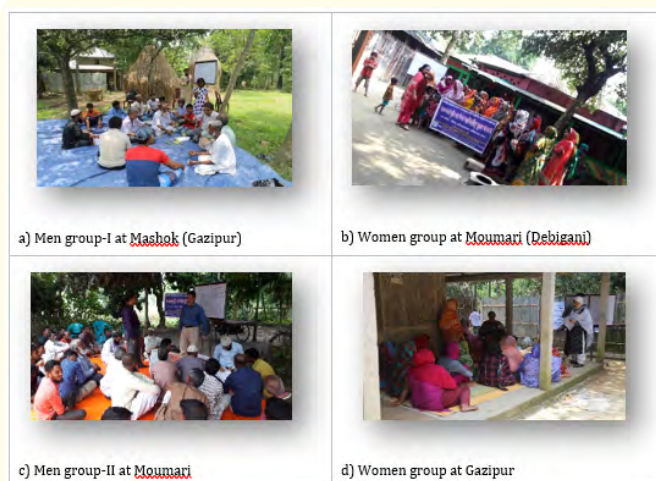 a) Men group-I at Mashok (Gazipur)
b) Women group at Moumari (Debiganj)
c) Men group-II at Moumari
d) Women group at Gazipur